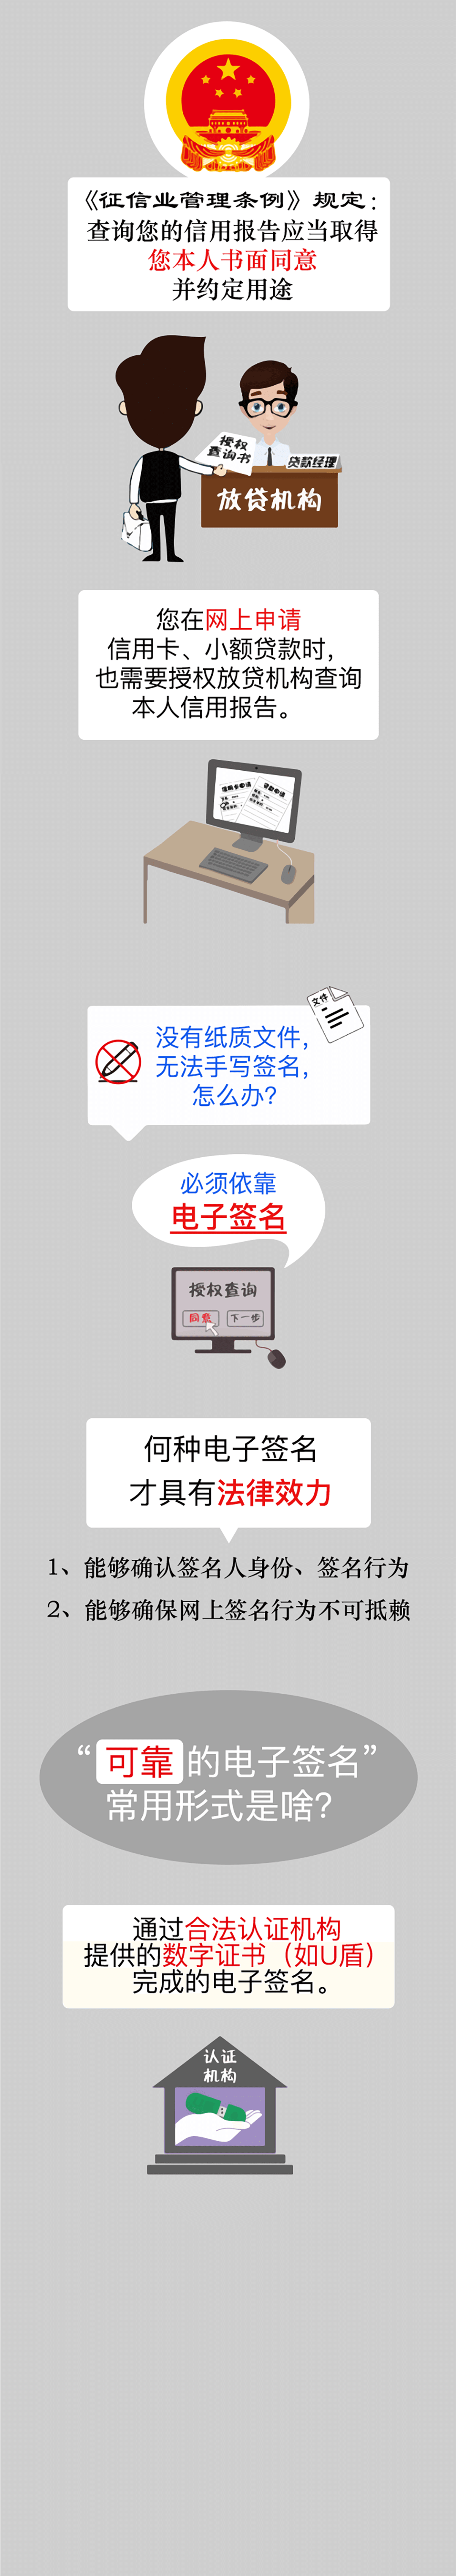 《征信业管理条例》规定：
查询您的信用报告应当取得
您本人书面同意
并约定用途
授权
查询书
贷款经理
放贷机构
您在网上申请
信用卡、小额贷款时，
也需要授权放贷机构查询
本人信用报告。
信用卡申请
贷款申请
文件
没有纸质文件，
无法手写签名，
怎么办？
必须依靠
电子签名
授权查询
同意
下一步
何种电子签名
才具有法律效力
1、能够确认签名人身份、签名行为
2、能够确保网上签名行为不可抵赖
“可靠的电子签名”
常用形式是啥？
通过合法认证机构
提供的数字证书（如U盾）
完成的电子签名。
认证
机构